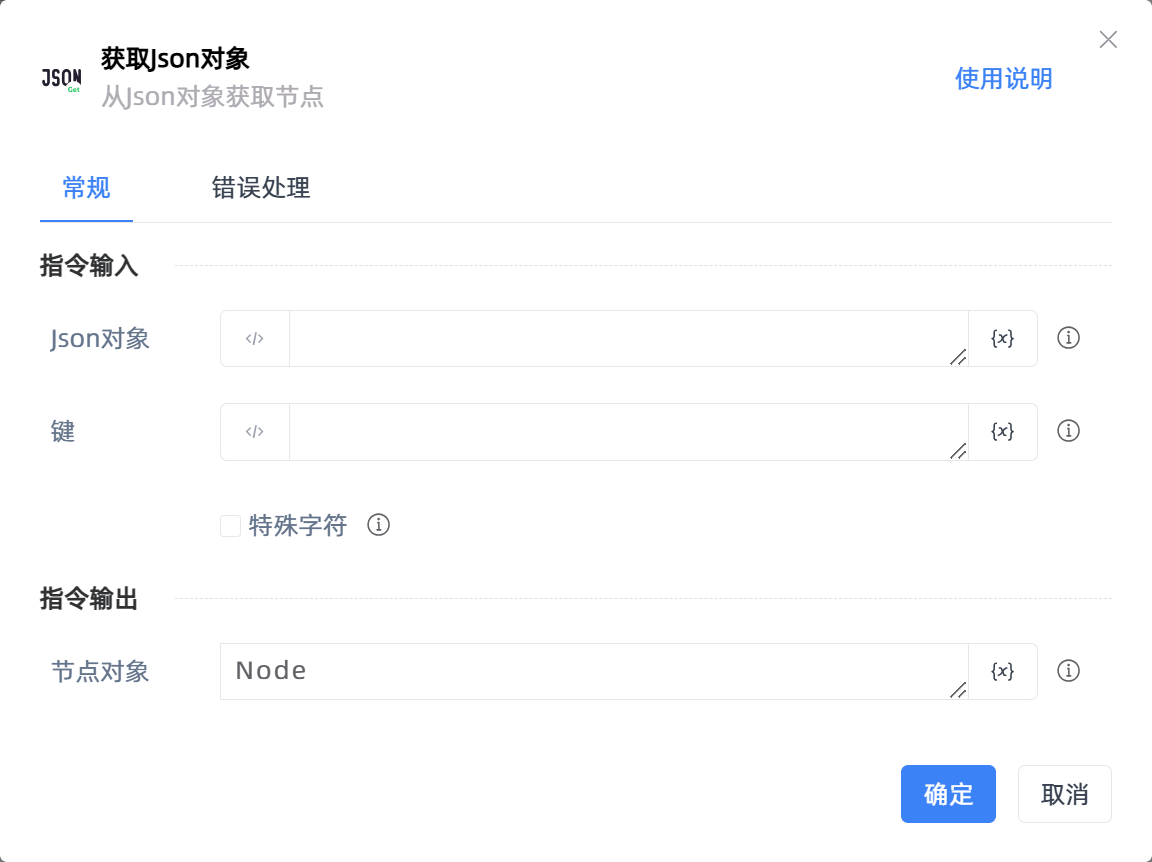 JSON
Get
获取Json对象
从Json对象获取节点
使用说明
常规
错误处理
指令输入
Json对象
</>
{x}
键
</>
{x}
特殊字符
指令输出
节点对象
Node
{x}
确定
取消